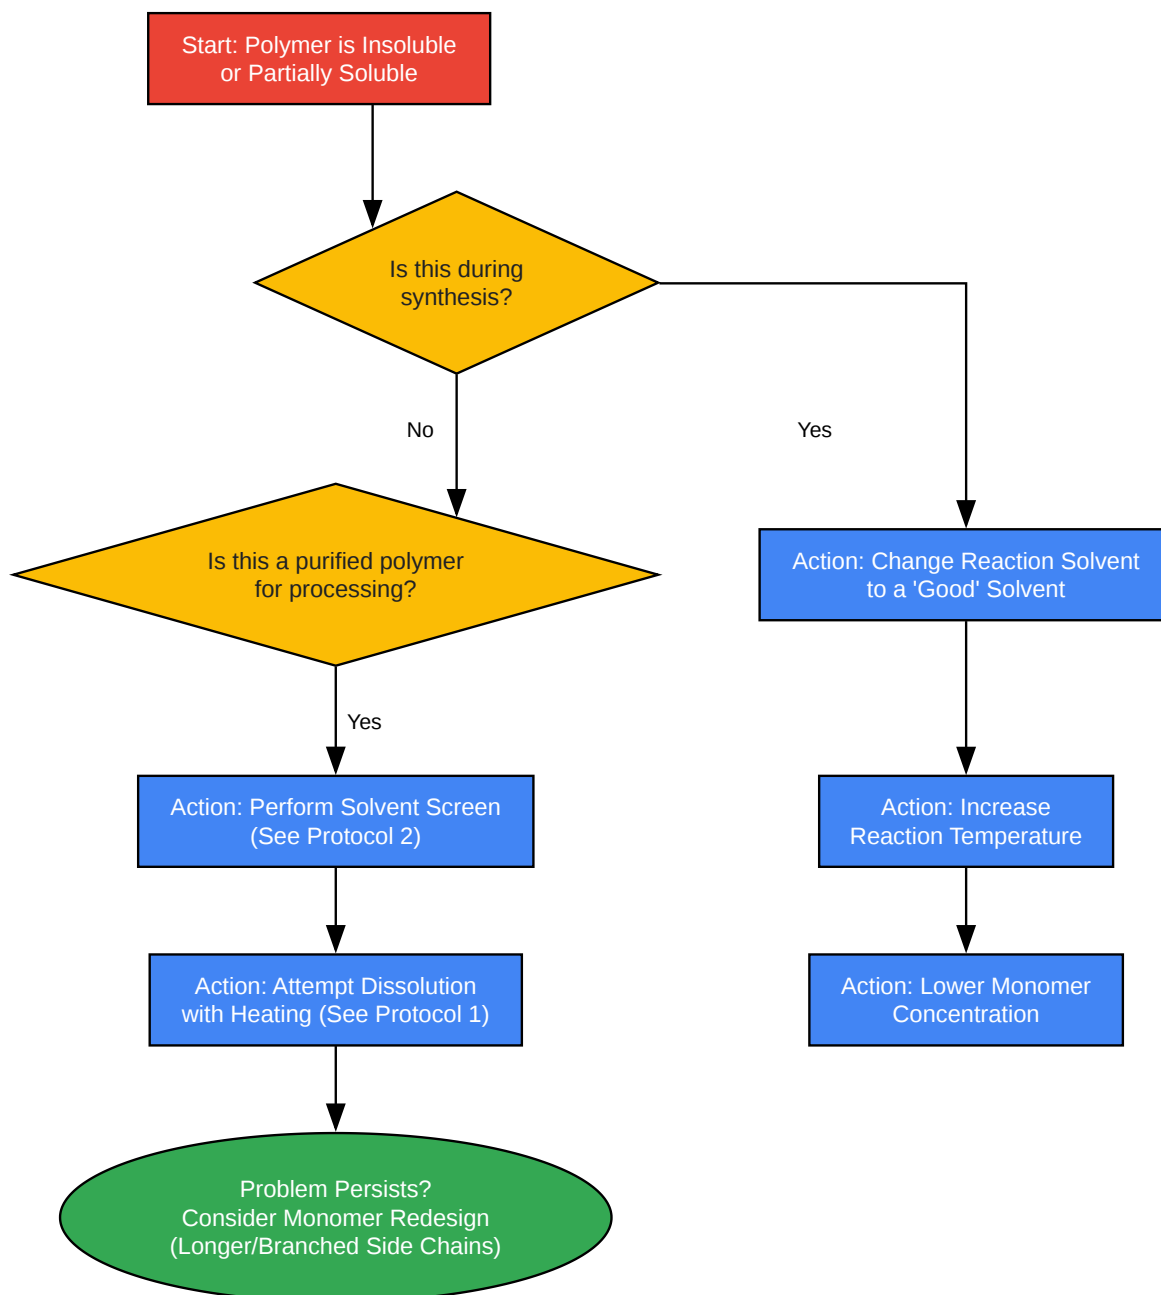 Start: Polymer is Insoluble
or Partially Soluble
Is this during
synthesis?
No
Yes
Is this a purified polymer
for processing?
Action: Change Reaction Solvent
to a 'Good' Solvent
Yes
Action: Perform Solvent Screen
(See Protocol 2)
Action: Increase
Reaction Temperature
Action: Attempt Dissolution
with Heating (See Protocol 1)
Action: Lower Monomer
Concentration
Problem Persists?
Consider Monomer Redesign
(Longer/Branched Side Chains)